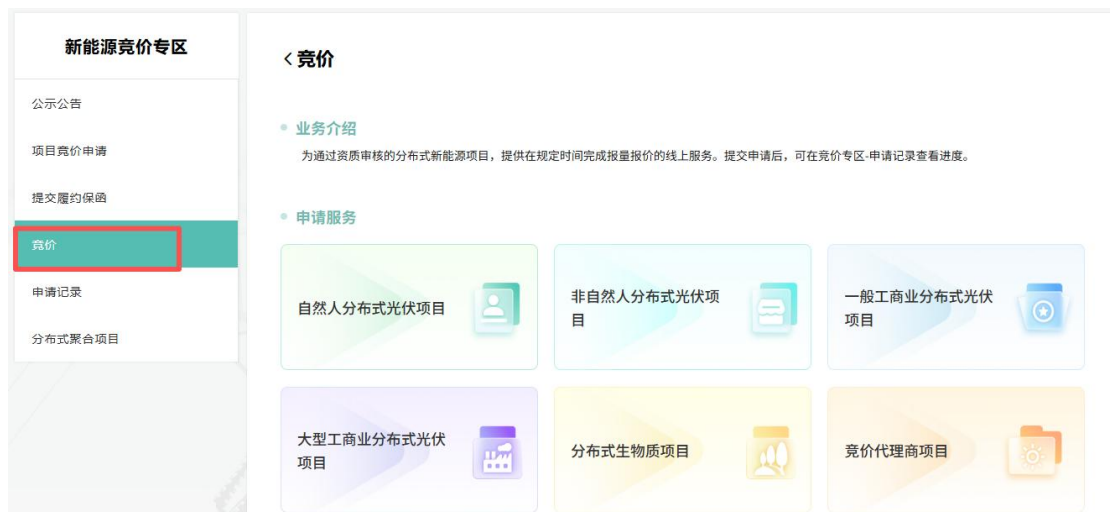 新能源竞价专区
公示公告
项目竞价申请
提交履约保函
竞价
申请记录
分布式聚合项目
<竞价
业务介绍
为通过资质审核的分布式新能源项目，提供在规定时间完成报量报价的线上服务。提交申请后，可在竞价专区-申请记录查看进度。
申请服务
自然人分布式光伏项目
非自然人分布式光伏项
目
一般工商业分布式光伏
项目
大型工商业分布式光伏
项目
分布式生物质项目
竞价代理商项目